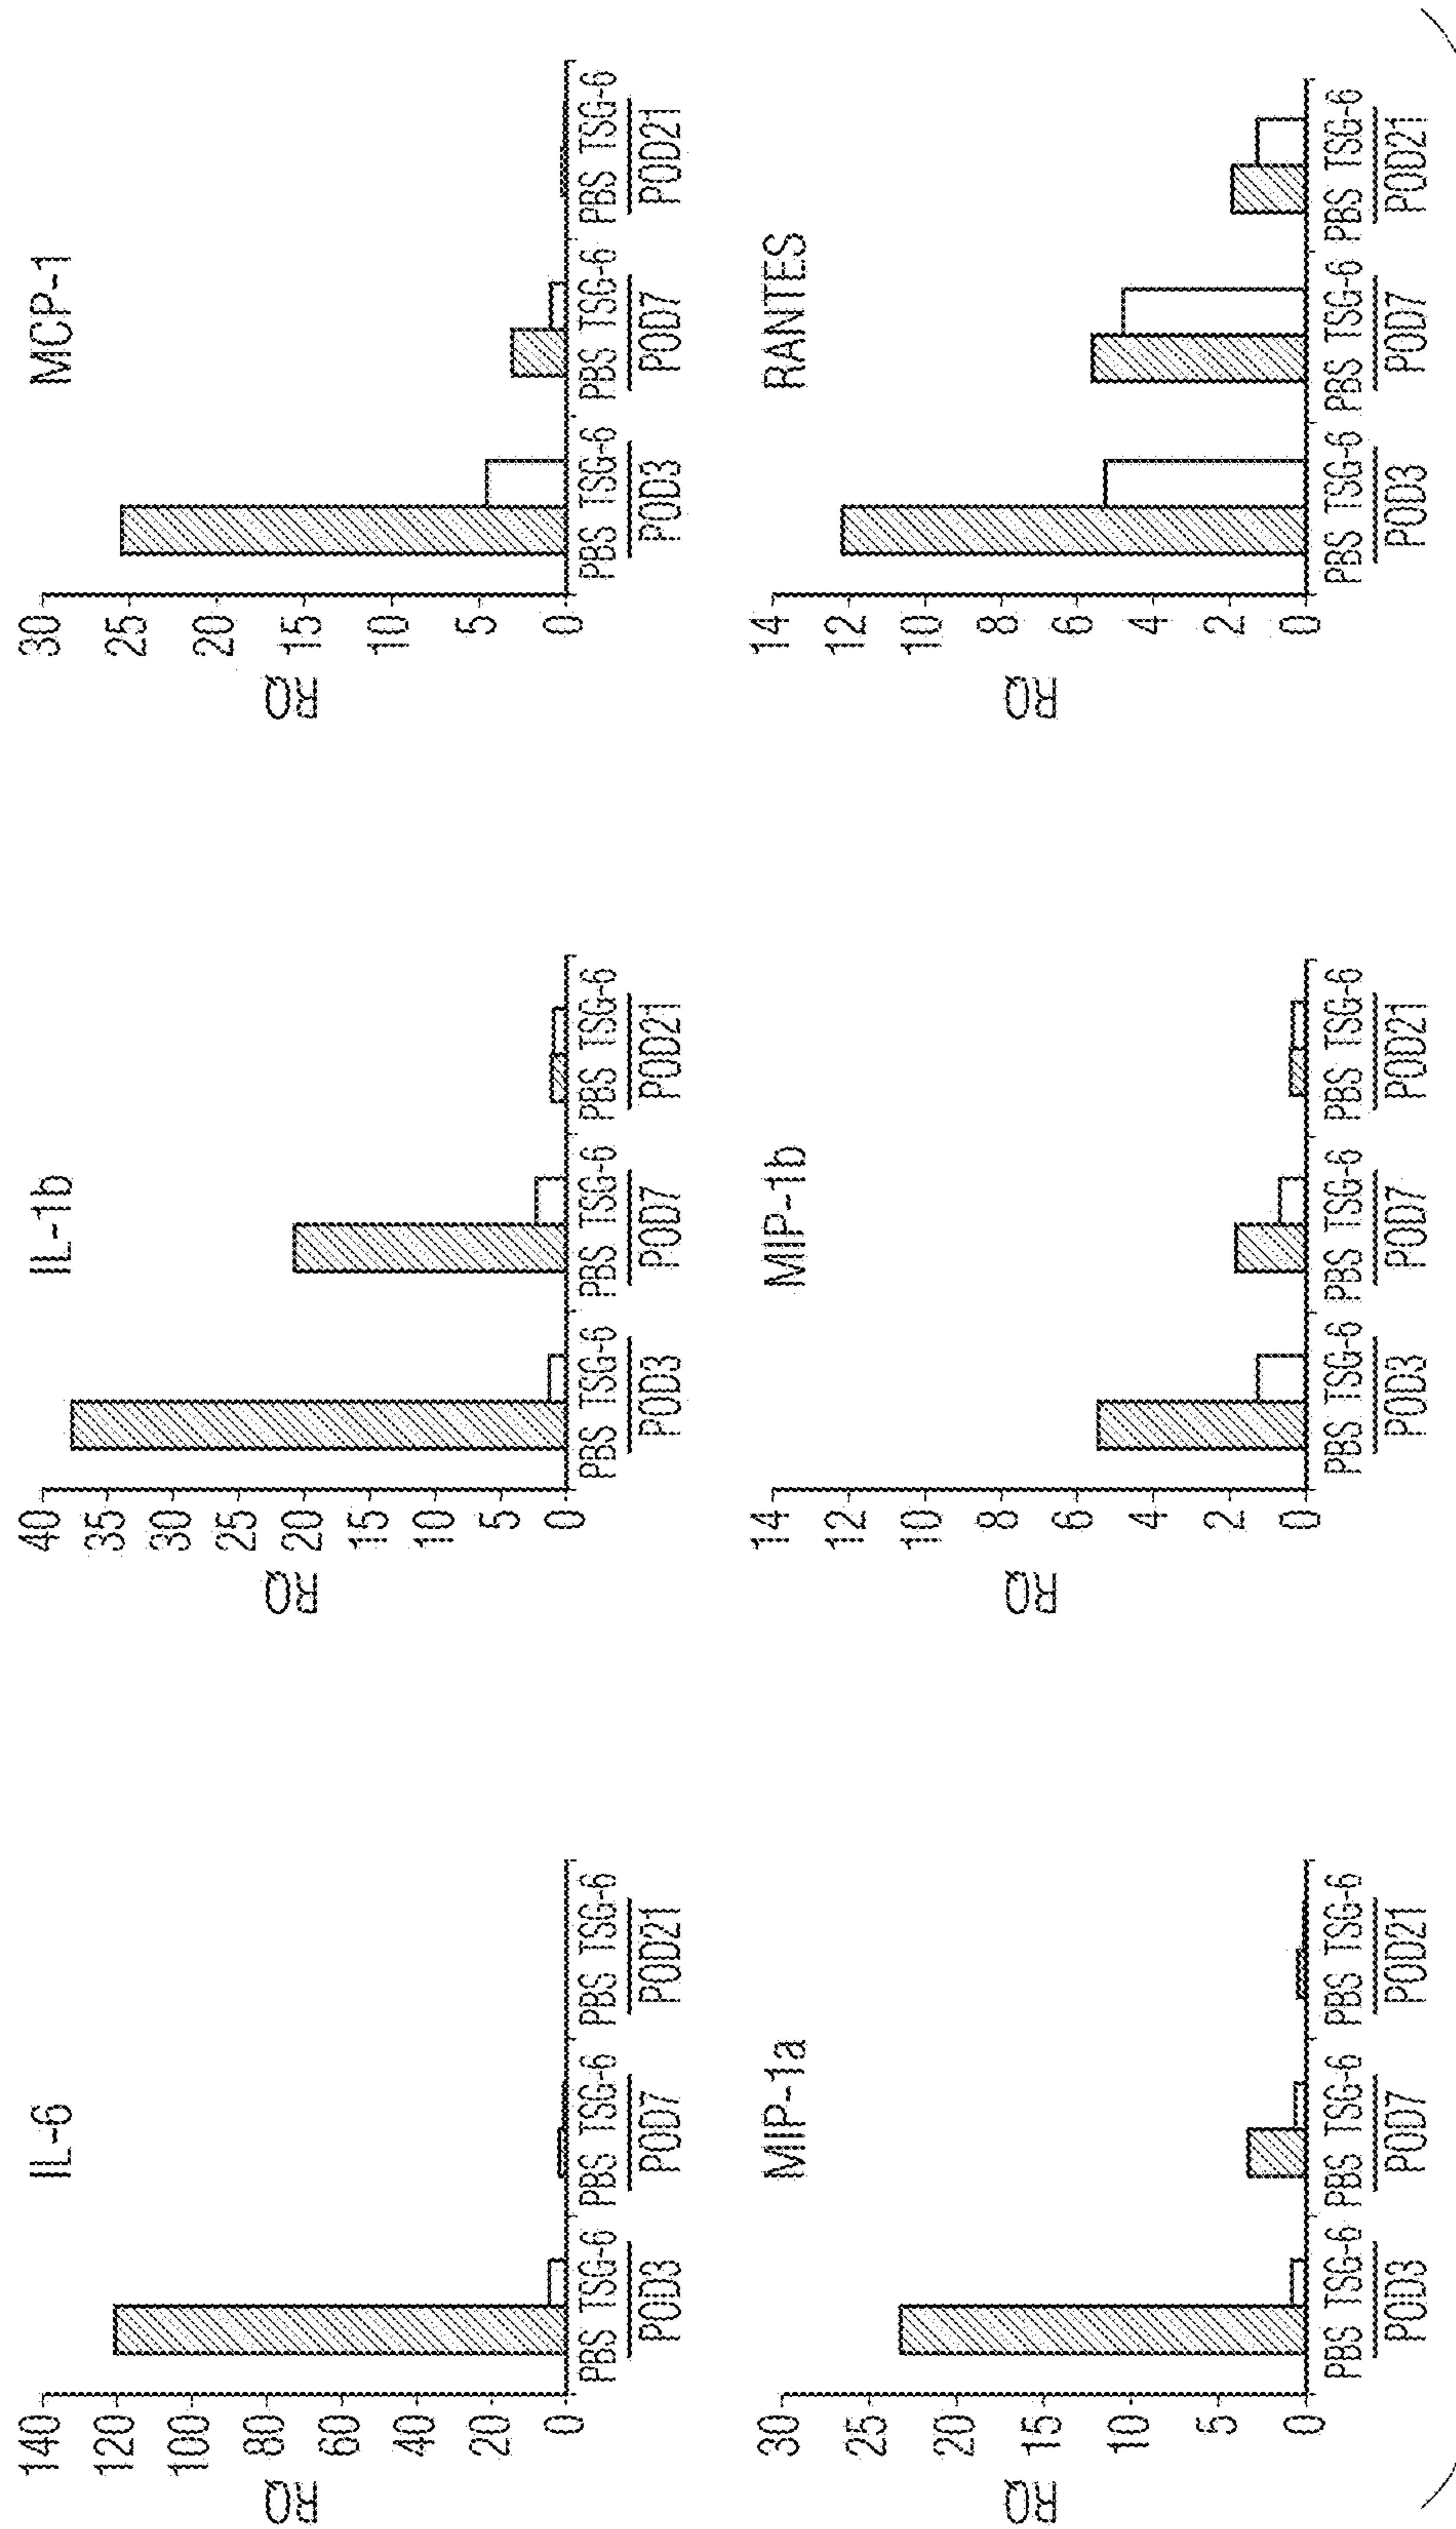 IL-6
RQ
140
120
100
80
60
40
20
0
PBS TSG-6 PBS TSG-6 PBS TSG-6
POD3 POD7 POD21
IL-1b
RQ
40
35
30
25
20
15
10
5
0
PBS TSG-6 PBS TSG-6 PBS TSG-6
POD3 POD7 POD21
MCP-1
RQ
30
25
20
15
10
5
0
PBS TSG-6 PBS TSG-6 PBS TSG-6
POD3 POD7 POD21
MIP-1a
RQ
30
25
20
15
10
5
0
PBS TSG-6 PBS TSG-6 PBS TSG-6
POD3 POD7 POD21
MIP-1b
RQ
14
12
10
8
6
4
2
0
PBS TSG-6 PBS TSG-6 PBS TSG-6
POD3 POD7 POD21
RANTES
RQ
14
12
10
8
6
4
2
0
PBS TSG-6 PBS TSG-6 PBS TSG-6
POD3 POD7 POD21